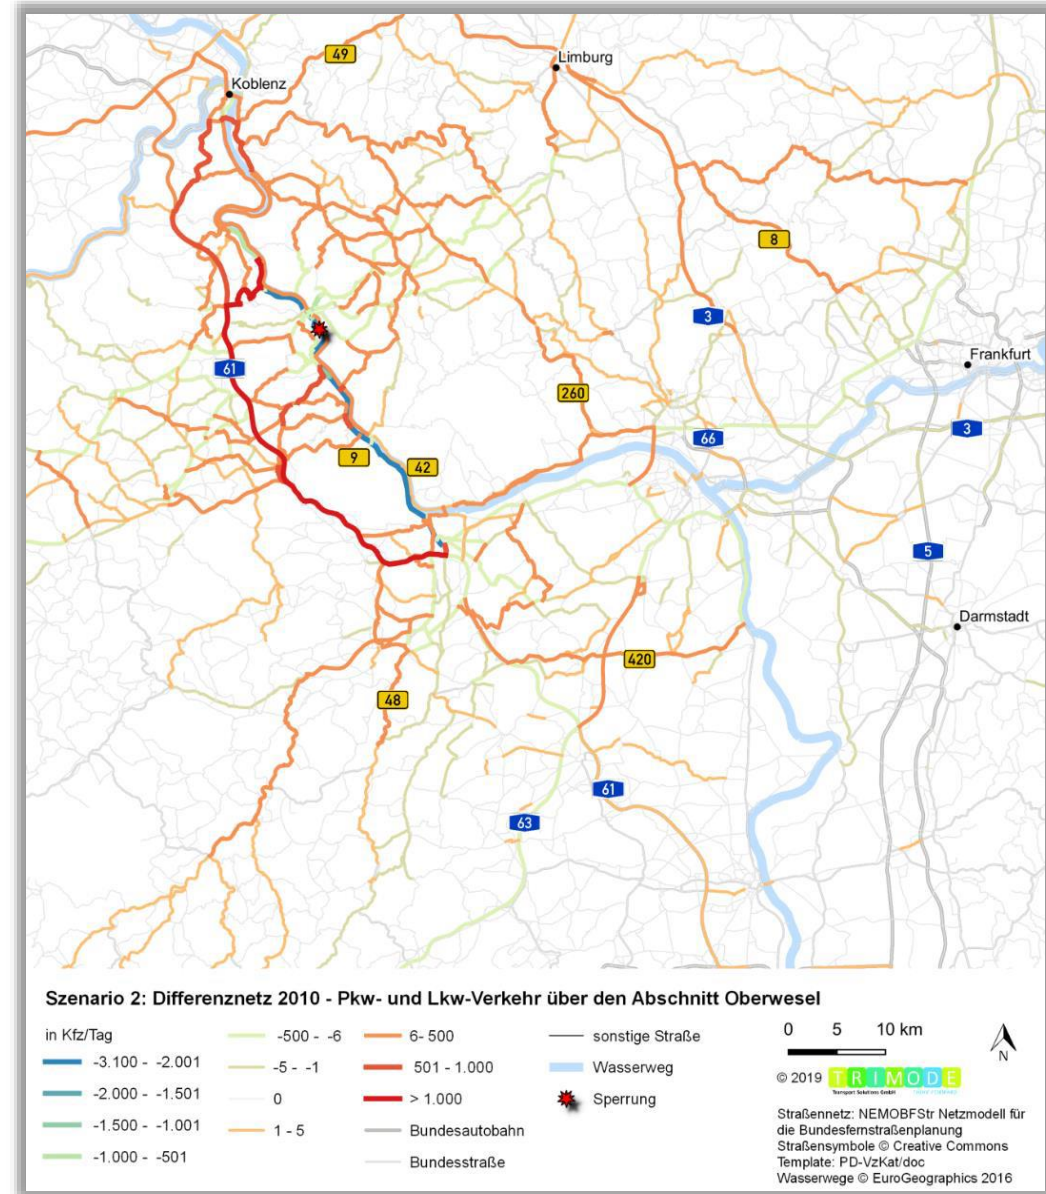 49
Limburg
Koblenz
8
3
Frankfurt
61
260
66
3
9
42
5
Darmstadt
420
48
61
63
Szenario 2: Differenznetz 2010 - Pkw- und Lkw-Verkehr über den Abschnitt Oberwesel
in Kfz/Tag
-3.100 - -2.001
-2.000 - -1.501
-1.500 - -1.001
-1.000 - -501
-500 - -6
-5 - -1
0
1 - 5
6- 500
501 - 1.000
> 1.000
Bundesautobahn
Bundesstraße
sonstige Straße
Wasserweg
Sperrung
0 5 10 km
N
© 2019 TRIMODE
Transport Solutions GmbH
Straßennetz: NEMOBFStr Netzmodell für
die Bundesfernstraßenplanung
Straßensymbole © Creative Commons
Template: PD-VzKat/doc
Wasserwege © EuroGeographics 2016